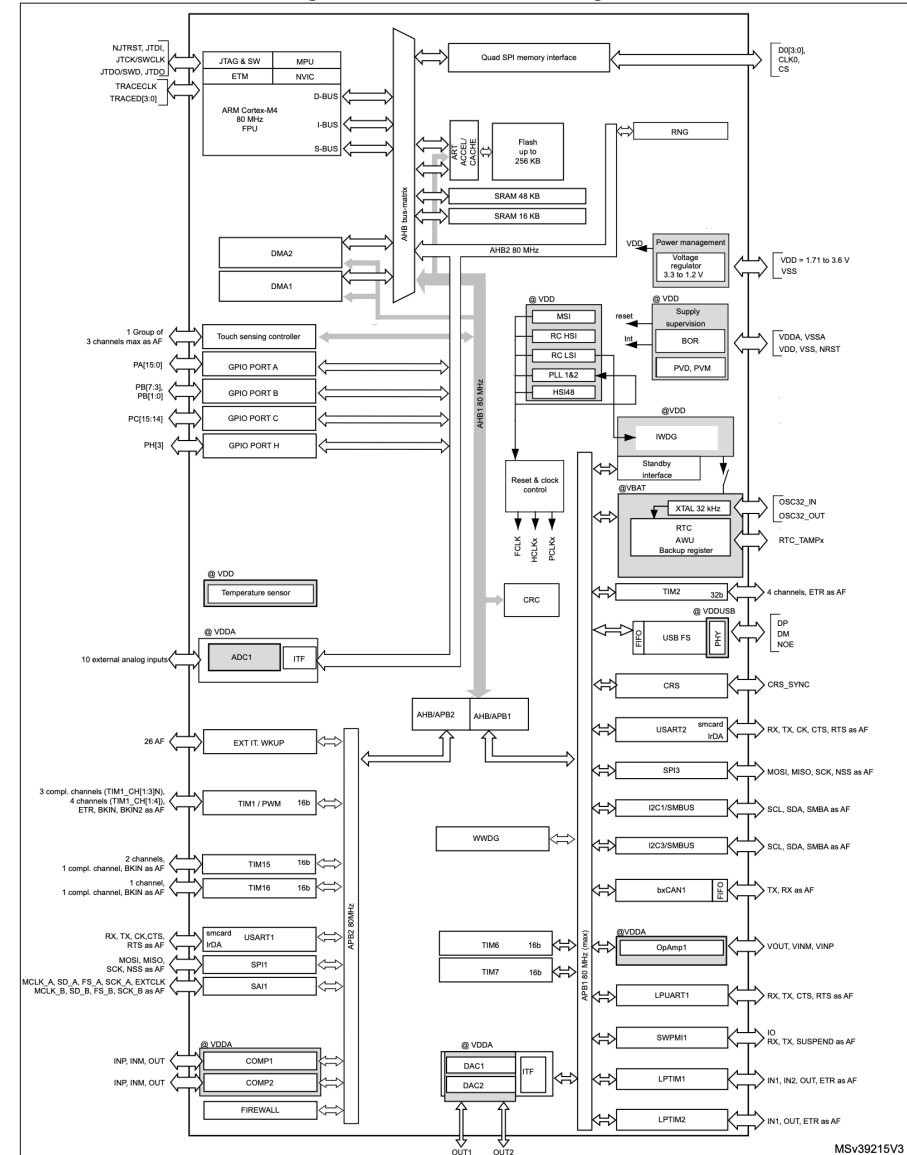 NJTRST, JTDI,
JTCK/SWCLK
JTDO/SWD, JTDO
TRACECLK
TRACED[3:0]
JTAG & SW
MPU
ETM
NVIC
ARM Cortex-M4
80 MHz
FPU
D-BUS
I-BUS
S-BUS
AHB bus-matrix
Quad SPI memory interface
D0[3:0],
CLK0,
CS
ART
ACCEL/
CACHE
Flash
up to
256 KB
RNG
SRAM 48 KB
SRAM 16 KB
AHB2 80 MHz
DMA2
DMA1
VDD
Power management
Voltage
regulator
3.3 to 1.2 V
VDD = 1.71 to 3.6 V
VSS
@ VDD
MSI
RC HSI
RC LSI
PLL 1&2
HSI48
@ VDD
reset
Int
Supply
supervision
BOR
PVD, PVM
VDDA, VSSA
VDD, VSS, NRST
1 Group of
3 channels max as AF
Touch sensing controller
PA[15:0]
GPIO PORT A
PB[7:3],
PB[1:0]
GPIO PORT B
PC[15:14]
GPIO PORT C
PH[3]
GPIO PORT H
AHB1 80 MHz
@VDD
IWDG
Standby
interface
Reset & clock
control
FCLK
HCLKx
PCLKx
@VBAT
XTAL 32 kHz
RTC
AWU
Backup register
OSC32_IN
OSC32_OUT
RTC_TAMPx
@ VDD
Temperature sensor
CRC
TIM2
32b
4 channels, ETR as AF
@ VDDUSB
FIFO
USB FS
PHY
DP
DM
NOE
@ VDDA
10 external analog inputs
ADC1
ITF
CRS
CRS_SYNC
AHB/APB2
AHB/APB1
26 AF
EXT IT. WKUP
USART2
smcard
IrDA
RX, TX, CK, CTS, RTS as AF
SPI3
MOSI, MISO, SCK, NSS as AF
3 compl. channels (TIM1_CH[1:3]N),
4 channels (TIM1_CH[1:4]),
ETR, BKIN, BKIN2 as AF
TIM1 / PWM
16b
I2C1/SMBUS
SCL, SDA, SMBA as AF
WWDG
I2C3/SMBUS
SCL, SDA, SMBA as AF
2 channels,
1 compl. channel, BKIN as AF
TIM15
16b
1 channel,
1 compl. channel, BKIN as AF
TIM16
16b
bxCAN1
FIFO
TX, RX as AF
APB2 80MHz
APB1 80 MHz (max)
RX, TX, CK,CTS,
RTS as AF
smcard
IrDA
USART1
MOSI, MISO,
SCK, NSS as AF
SPI1
MCLK_A, SD_A, FS_A, SCK_A, EXTCLK
MCLK_B, SD_B, FS_B, SCK_B as AF
SAI1
TIM6
16b
TIM7
16b
@VDDA
OpAmp1
VOUT, VINM, VINP
LPUART1
RX, TX, CTS, RTS as AF
SWPMI1
IO
RX, TX, SUSPEND as AF
@ VDDA
INP, INM, OUT
COMP1
INP, INM, OUT
COMP2
FIREWALL
@ VDDA
DAC1
DAC2
ITF
OUT1
OUT2
LPTIM1
IN1, IN2, OUT, ETR as AF
LPTIM2
IN1, OUT, ETR as AF
MSv39215V3